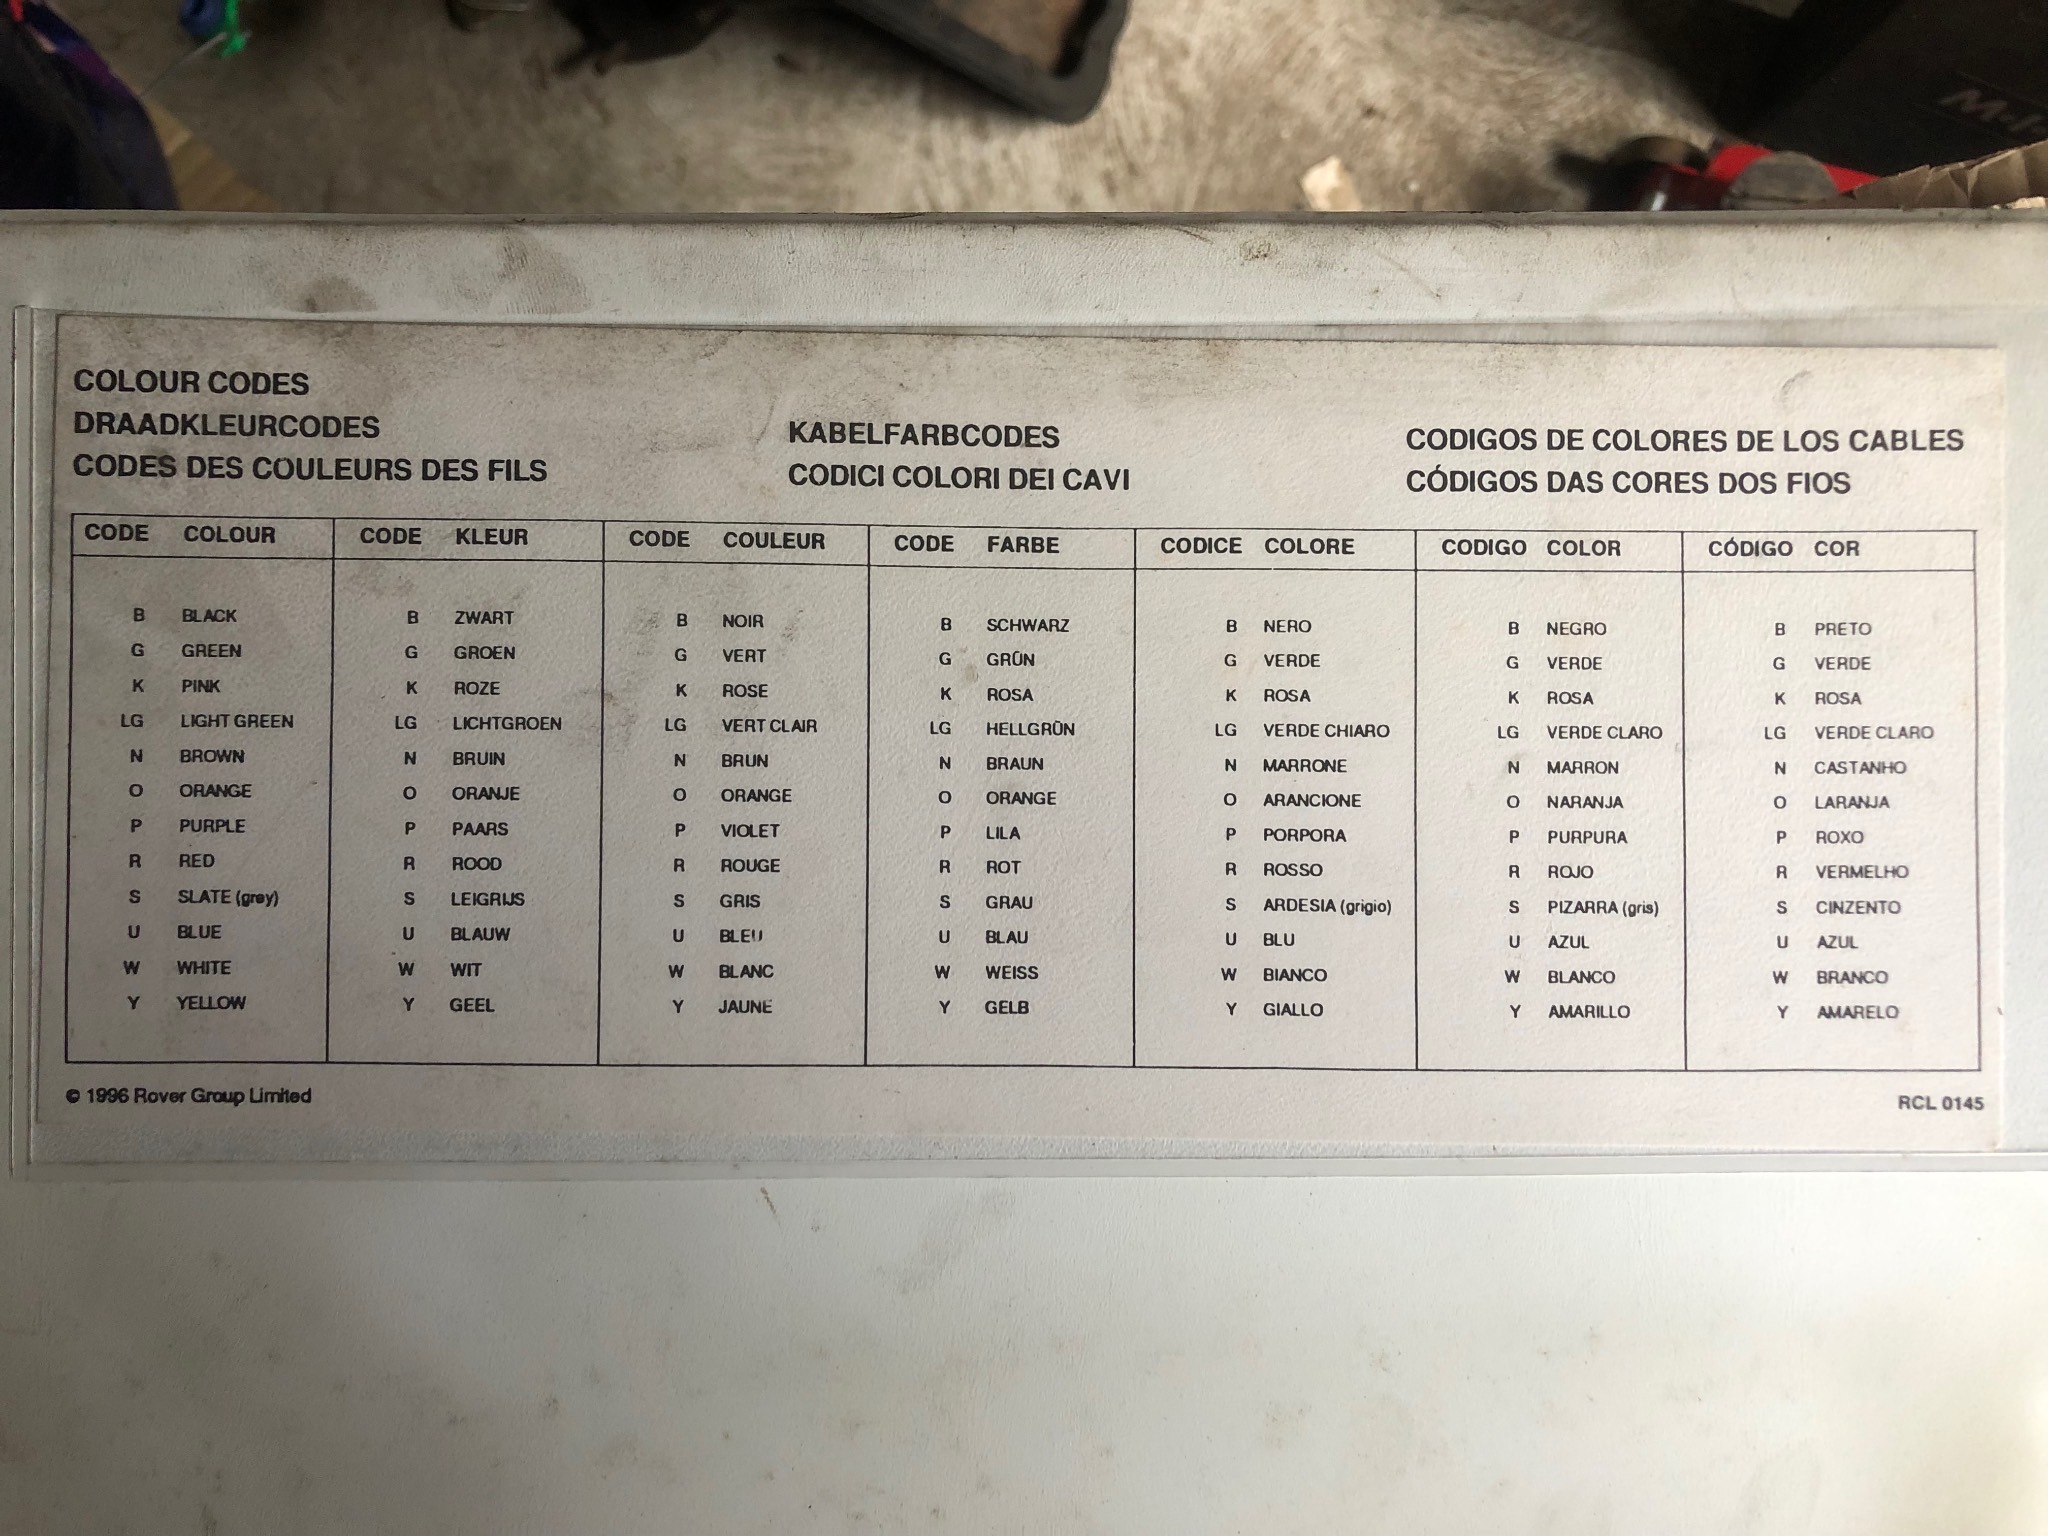 COLOUR CODES
DRAADKLEURCODES
CODES DES COULEURS DES FILS
KABELFARBCODES
CODICI COLORI DEI CAVI
CODIGOS DE COLORES DE LOS CABLES
CÓDIGOS DAS CORES DOS FIOS
CODE COLOUR CODE KLEUR CODE COULEUR CODE FARBE CODICE COLORE CODIGO COLOR CÓDIGO COR
B BLACK B ZWART B NOIR B SCHWARZ B NERO B NEGRO B PRETO
G GREEN G GROEN G VERT G GRÜN G VERDE G VERDE G VERDE
K PINK K ROZE K ROSE K ROSA K ROSA K ROSA K ROSA
LG LIGHT GREEN LG LICHTGROEN LG VERT CLAIR LG HELLGRÜN LG VERDE CHIARO LG VERDE CLARO LG VERDE CLARO
N BROWN N BRUIN N BRUN N BRAUN N MARRONE N MARRON N CASTANHO
O ORANGE O ORANJE O ORANGE O ORANGE O ARANCIONE O NARANJA O LARANJA
P PURPLE P PAARS P VIOLET P LILA P PORPORA P PURPURA P ROXO
R RED R ROOD R ROUGE R ROT R ROSSO R ROJO R VERMELHO
S SLATE (grey) S LEIGRIJS S GRIS S GRAU S ARDESIA (grigio) S PIZARRA (gris) S CINZENTO
U BLUE U BLAUW U BLEU U BLAU U BLU U AZUL U AZUL
W WHITE W WIT W BLANC W WEISS W BIANCO W BLANCO W BRANCO
Y YELLOW Y GEEL Y JAUNE Y GELB Y GIALLO Y AMARILLO Y AMARELO
© 1996 Rover Group Limited
RCL 0145